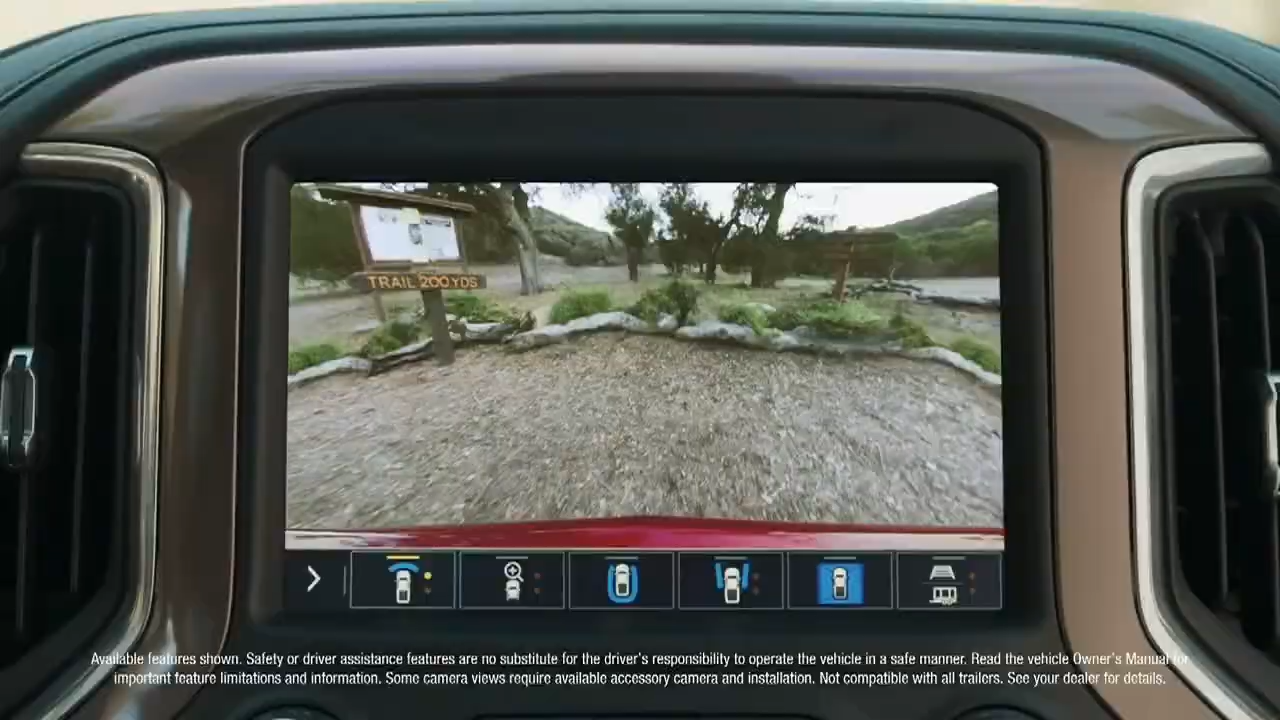 TRAIL 200 YDS
Available features shown. Safety or driver assistance features are no substitute for the driver's responsibility to operate the vehicle in a safe manner. Read the vehicle Owner's Manual for
important feature limitations and information. Some camera views require available accessory camera and installation. Not compatible with all trailers. See your dealer for details.